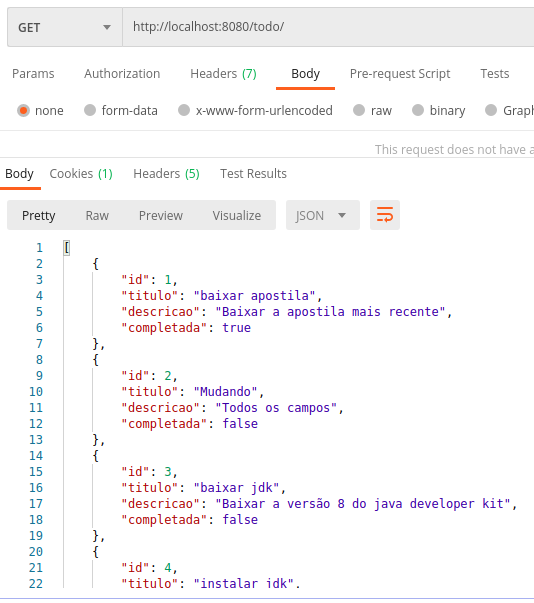 GET http://localhost:8080/todo/
Params Authorization Headers (7) Body Pre-request Script Tests
none form-data x-www-form-urlencoded raw binary Graph
This request does not have a
Body Cookies (1) Headers (5) Test Results
Pretty Raw Preview Visualize JSON
1 [
2 {
3 "id": 1,
4 "titulo": "baixar apostila",
5 "descricao": "Baixar a apostila mais recente",
6 "completada": true
7 },
8 {
9 "id": 2,
10 "titulo": "Mudando",
11 "descricao": "Todos os campos",
12 "completada": false
13 },
14 {
15 "id": 3,
16 "titulo": "baixar jdk",
17 "descricao": "Baixar a versão 8 do java developer kit",
18 "completada": false
19 },
20 {
21 "id": 4,
22 "titulo": "instalar jdk",